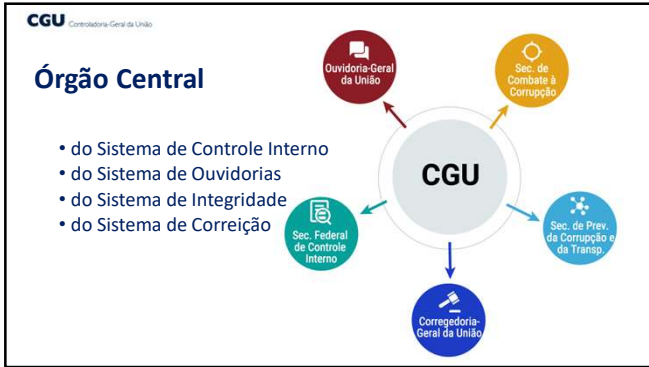 CGU Controladoria-Geral da União
Órgão Central
• do Sistema de Controle Interno
• do Sistema de Ouvidorias
• do Sistema de Integridade
• do Sistema de Correição
Ouvidoria-Geral
da União
Sec. de
Combate à
Corrupção
CGU
Sec. Federal
de Controle
Interno
Sec. de Prev.
da Corrupção e
da Transp.
Corregedoria-
Geral da União